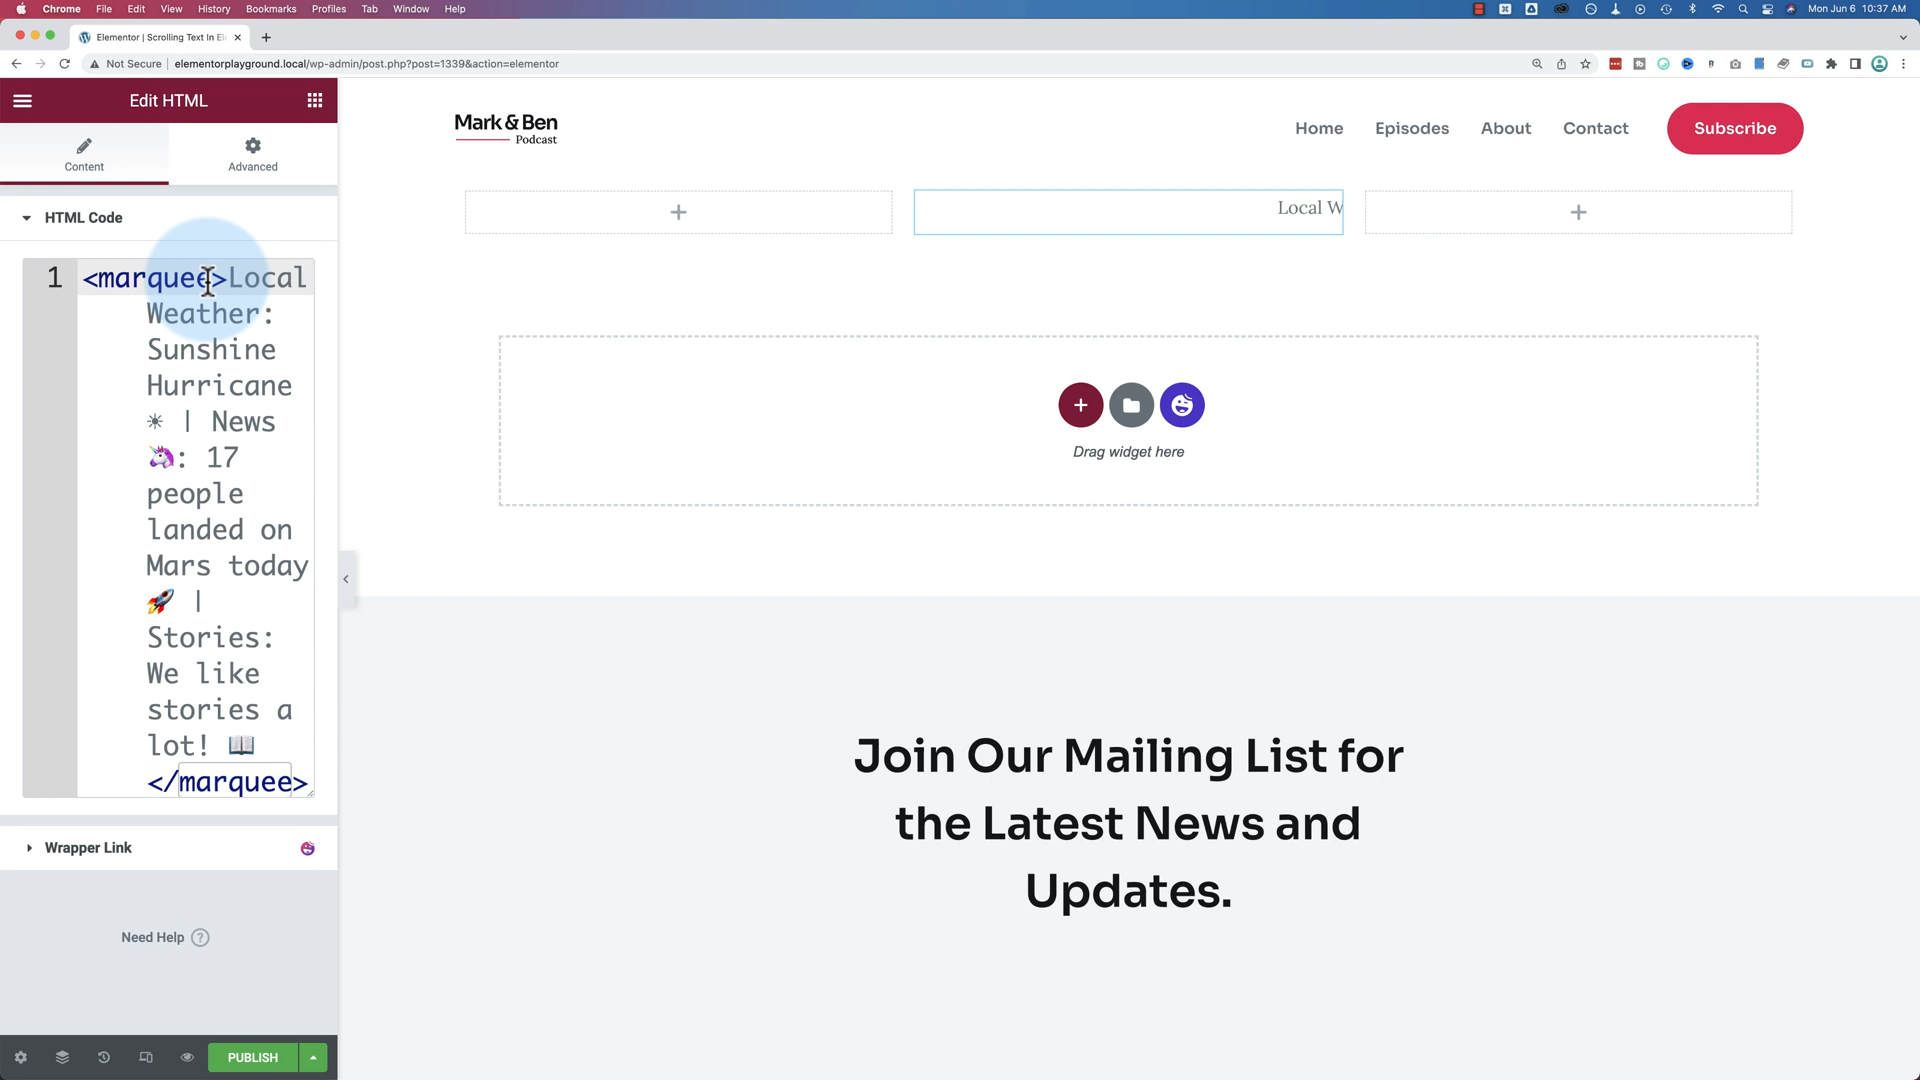 Chrome File Edit View History Bookmarks Profiles Tab Window Help
Mon Jun 6 10:37 AM
Elementor | Scrolling Text In El
Not Secure | elementorplayground.local/wp-admin/post.php?post=1339&action=elementor
Edit HTML
Content
Advanced
HTML Code
1 <marquee>Local
Weather:
Sunshine
Hurricane
☀ | News
🦄: 17
people
landed on
Mars today
🚀 |
Stories:
We like
stories a
lot! 📖
</marquee>
Wrapper Link
Need Help ?
PUBLISH
Mark & Ben
Podcast
Home Episodes About Contact Subscribe
Local W
Drag widget here
Join Our Mailing List for
the Latest News and
Updates.